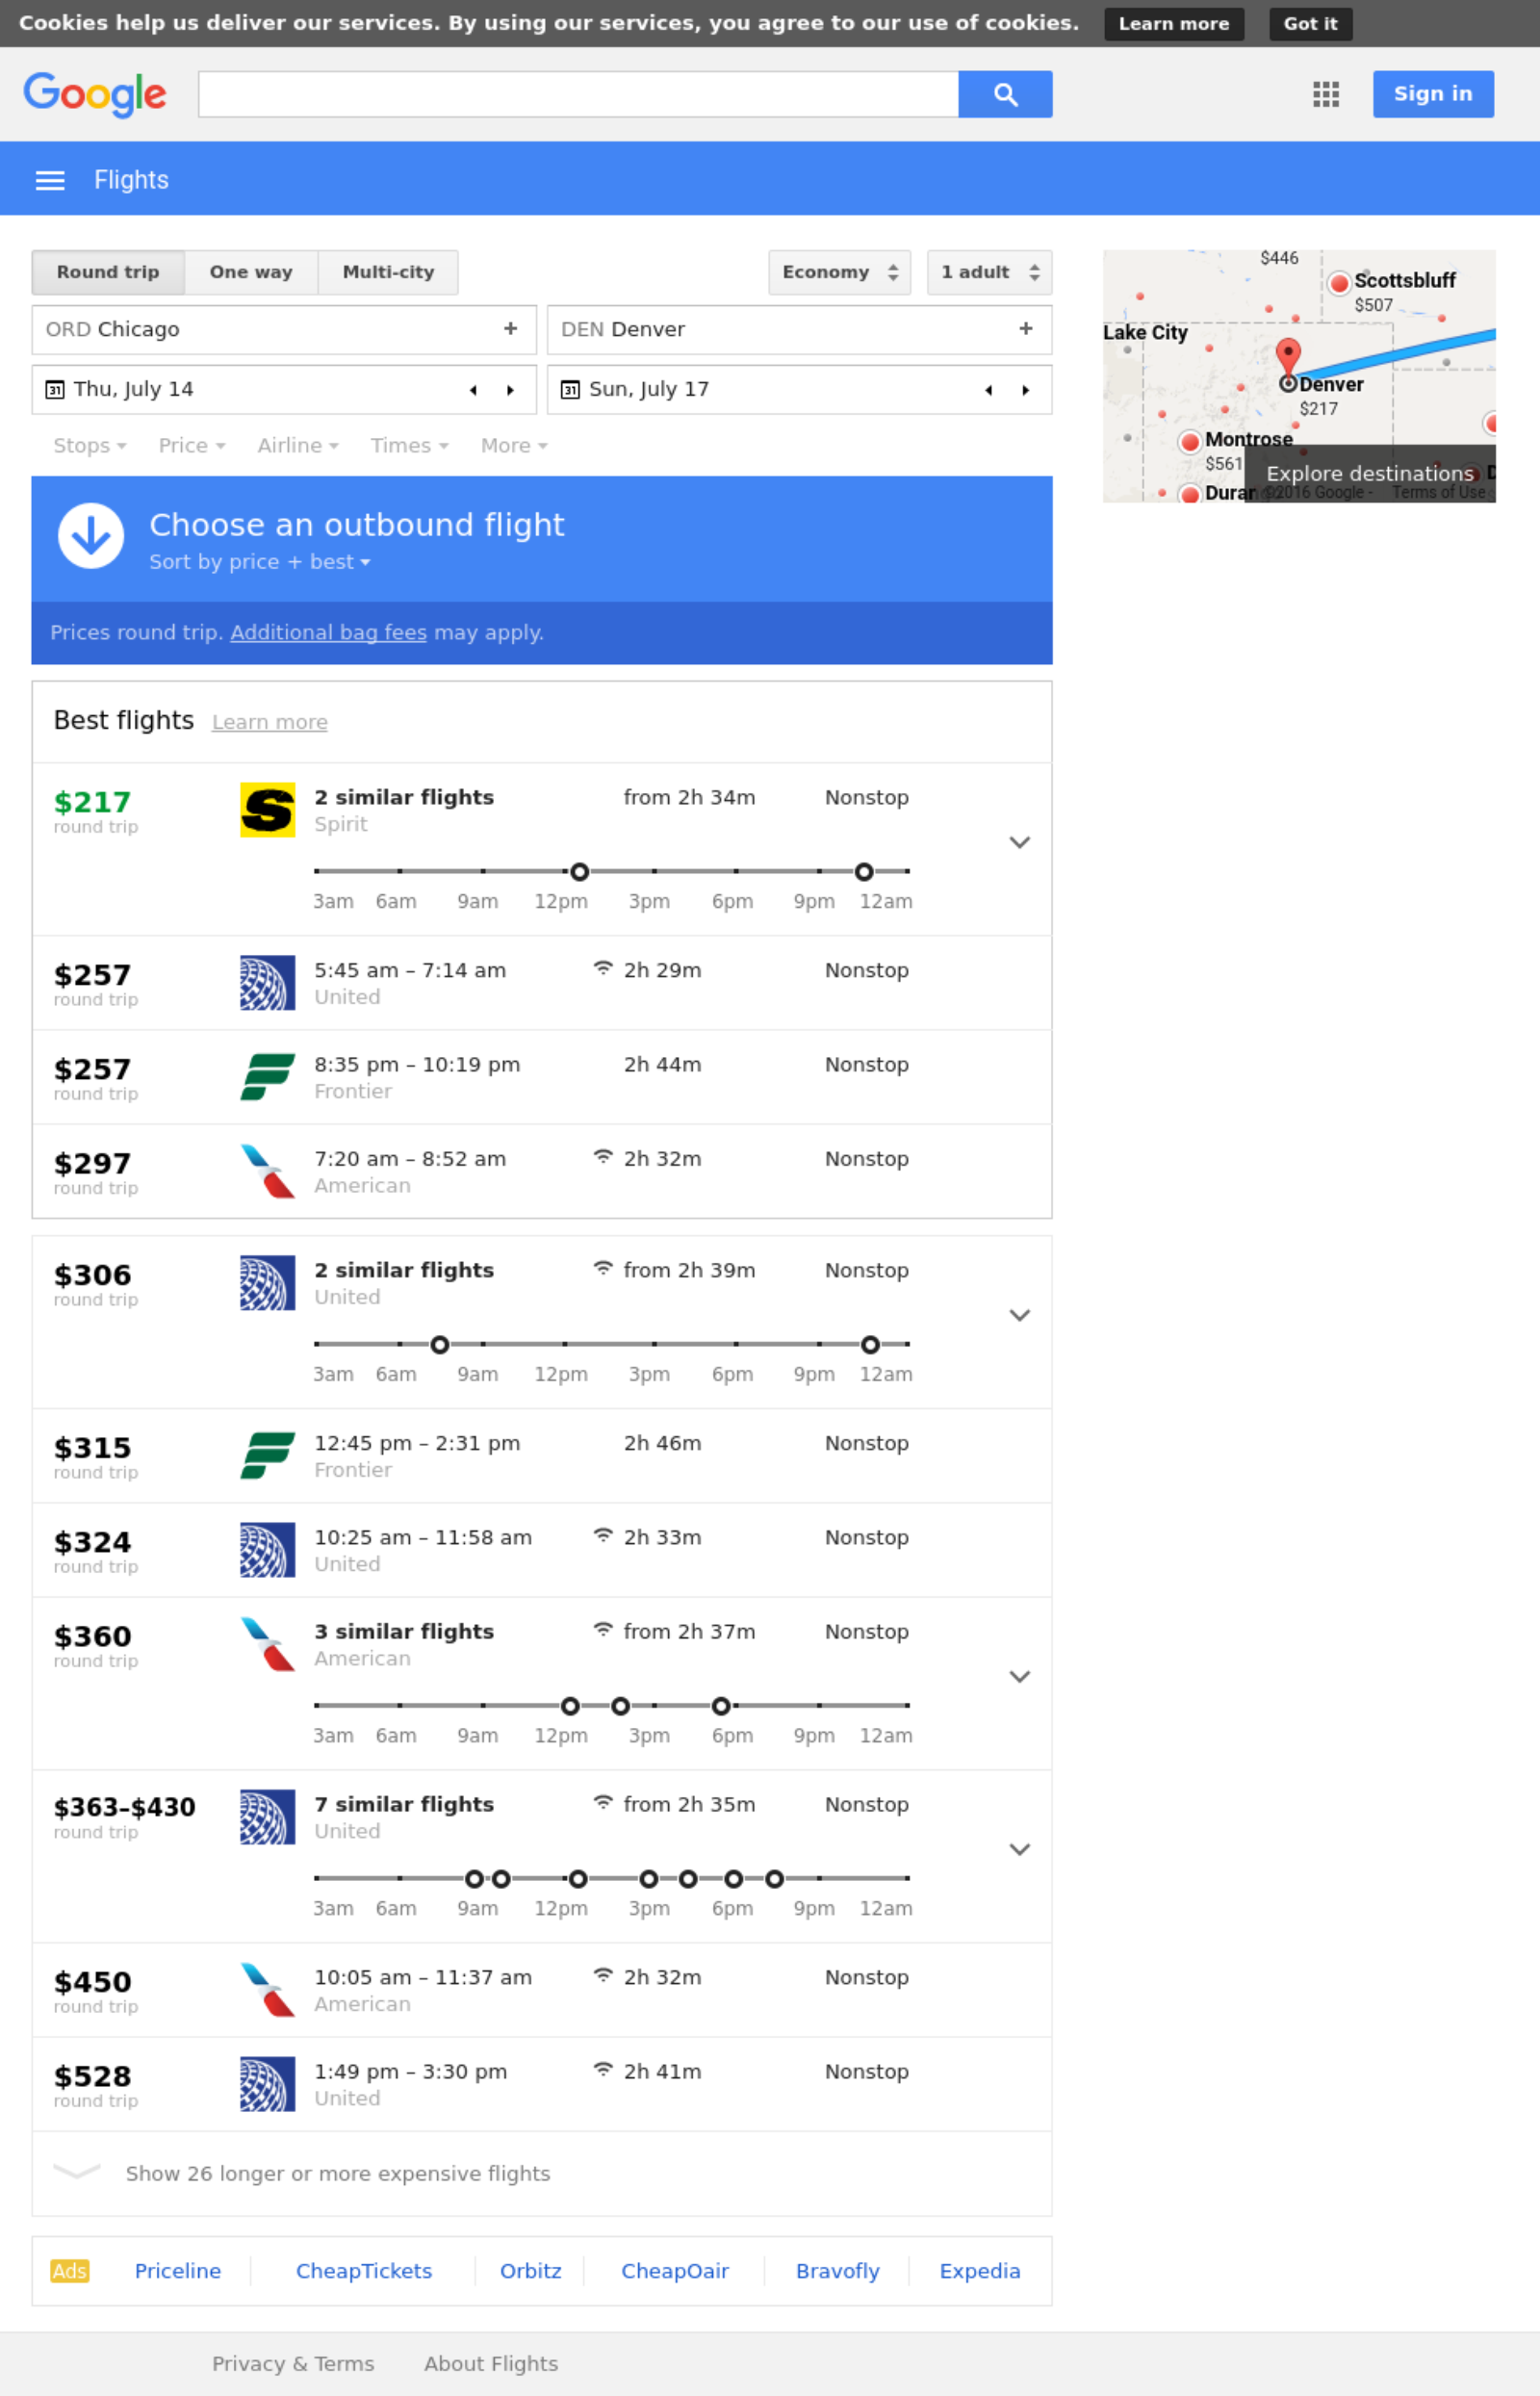 Cookies help us deliver our services. By using our services, you agree to our use of cookies. Learn more Got it
Google
Sign in
Flights
Round trip One way Multi-city Economy 1 adult
ORD Chicago + DEN Denver +
31 Thu, July 14 31 Sun, July 17
Stops Price Airline Times More
$446
Scottsbluff
$507
Lake City
Denver
$217
Montrose
$561
Explore destinations
©2016 Google - Terms of Use
Choose an outbound flight
Sort by price + best
Prices round trip. Additional bag fees may apply.
Best flights Learn more
$217 2 similar flights from 2h 34m Nonstop
round trip Spirit
3am 6am 9am 12pm 3pm 6pm 9pm 12am
$257 5:45 am – 7:14 am 2h 29m Nonstop
round trip United
$257 8:35 pm – 10:19 pm 2h 44m Nonstop
round trip Frontier
$297 7:20 am – 8:52 am 2h 32m Nonstop
round trip American
$306 2 similar flights from 2h 39m Nonstop
round trip United
3am 6am 9am 12pm 3pm 6pm 9pm 12am
$315 12:45 pm – 2:31 pm 2h 46m Nonstop
round trip Frontier
$324 10:25 am – 11:58 am 2h 33m Nonstop
round trip United
$360 3 similar flights from 2h 37m Nonstop
round trip American
3am 6am 9am 12pm 3pm 6pm 9pm 12am
$363–$430 7 similar flights from 2h 35m Nonstop
round trip United
3am 6am 9am 12pm 3pm 6pm 9pm 12am
$450 10:05 am – 11:37 am 2h 32m Nonstop
round trip American
$528 1:49 pm – 3:30 pm 2h 41m Nonstop
round trip United
Show 26 longer or more expensive flights
Ads Priceline CheapTickets Orbitz CheapOair Bravofly Expedia
Privacy & Terms About Flights